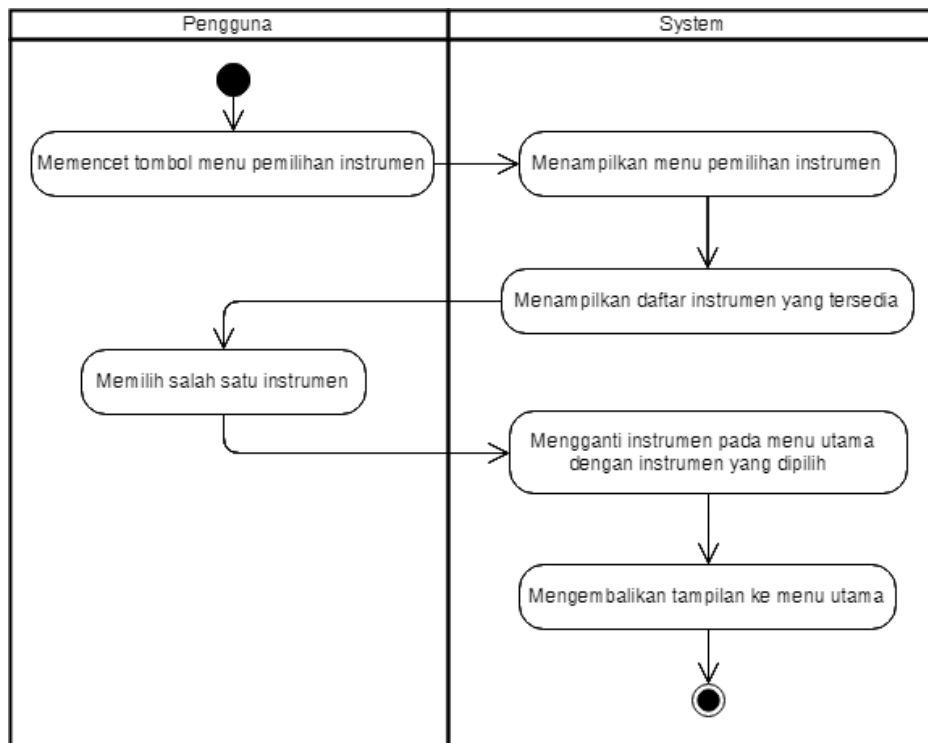 Pengguna
System
Memencet tombol menu pemilihan instrumen
Menampilkan menu pemilihan instrumen
Menampilkan daftar instrumen yang tersedia
Memilih salah satu instrumen
Mengganti instrumen pada menu utama
dengan instrumen yang dipilih
Mengembalikan tampilan ke menu utama